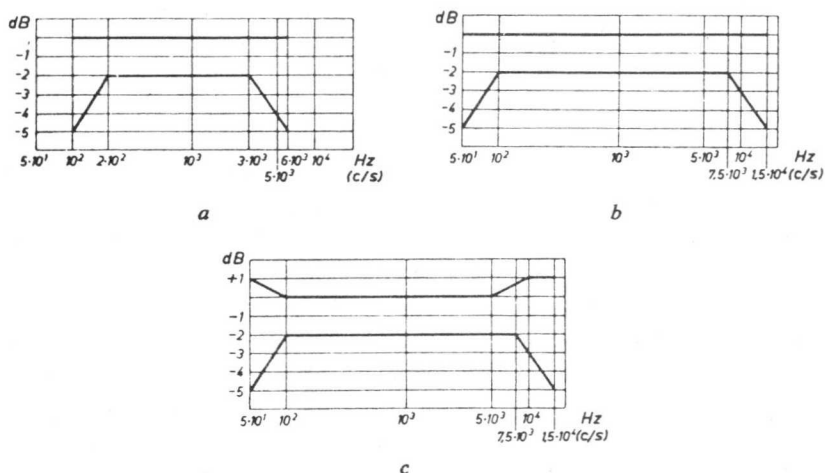 dB
-1
-2
-3
-4
-5
5·10¹ 10² 2·10² 10³ 3·10³ 6·10³ 10⁴ Hz
5·10³ (c/s)
a
dB
-1
-2
-3
-4
-5
5·10¹ 10² 10³ 5·10³ 10⁴ Hz
7,5·10³ 1,5·10⁴ (c/s)
b
dB
+1
-1
-2
-3
-4
-5
5·10¹ 10² 10³ 5·10³ 10⁴ Hz
7,5·10³ 1,5·10⁴ (c/s)
c